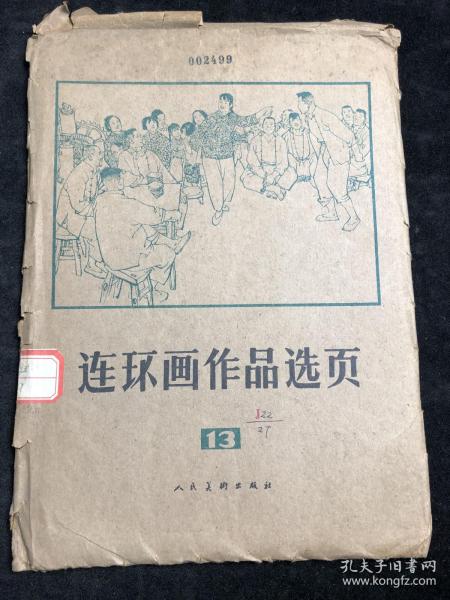 002499
连环画作品选页
13
J22
27
人民美術出版社
孔夫子旧书网
www.kongfz.com